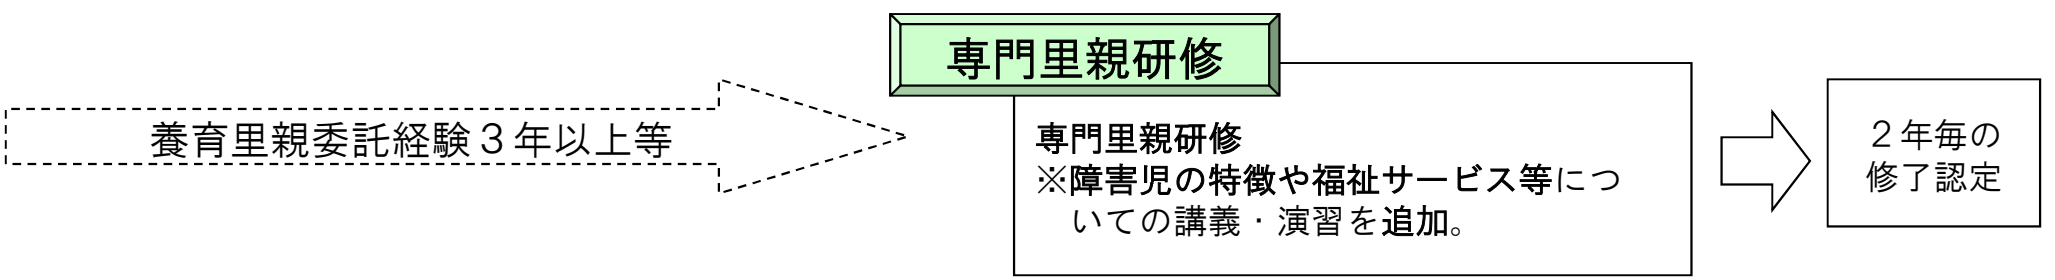 専門里親研修
養育里親委託経験３年以上等
専門里親研修
※障害児の特徴や福祉サービス等につ
いての講義・演習を追加。
２年毎の
修了認定